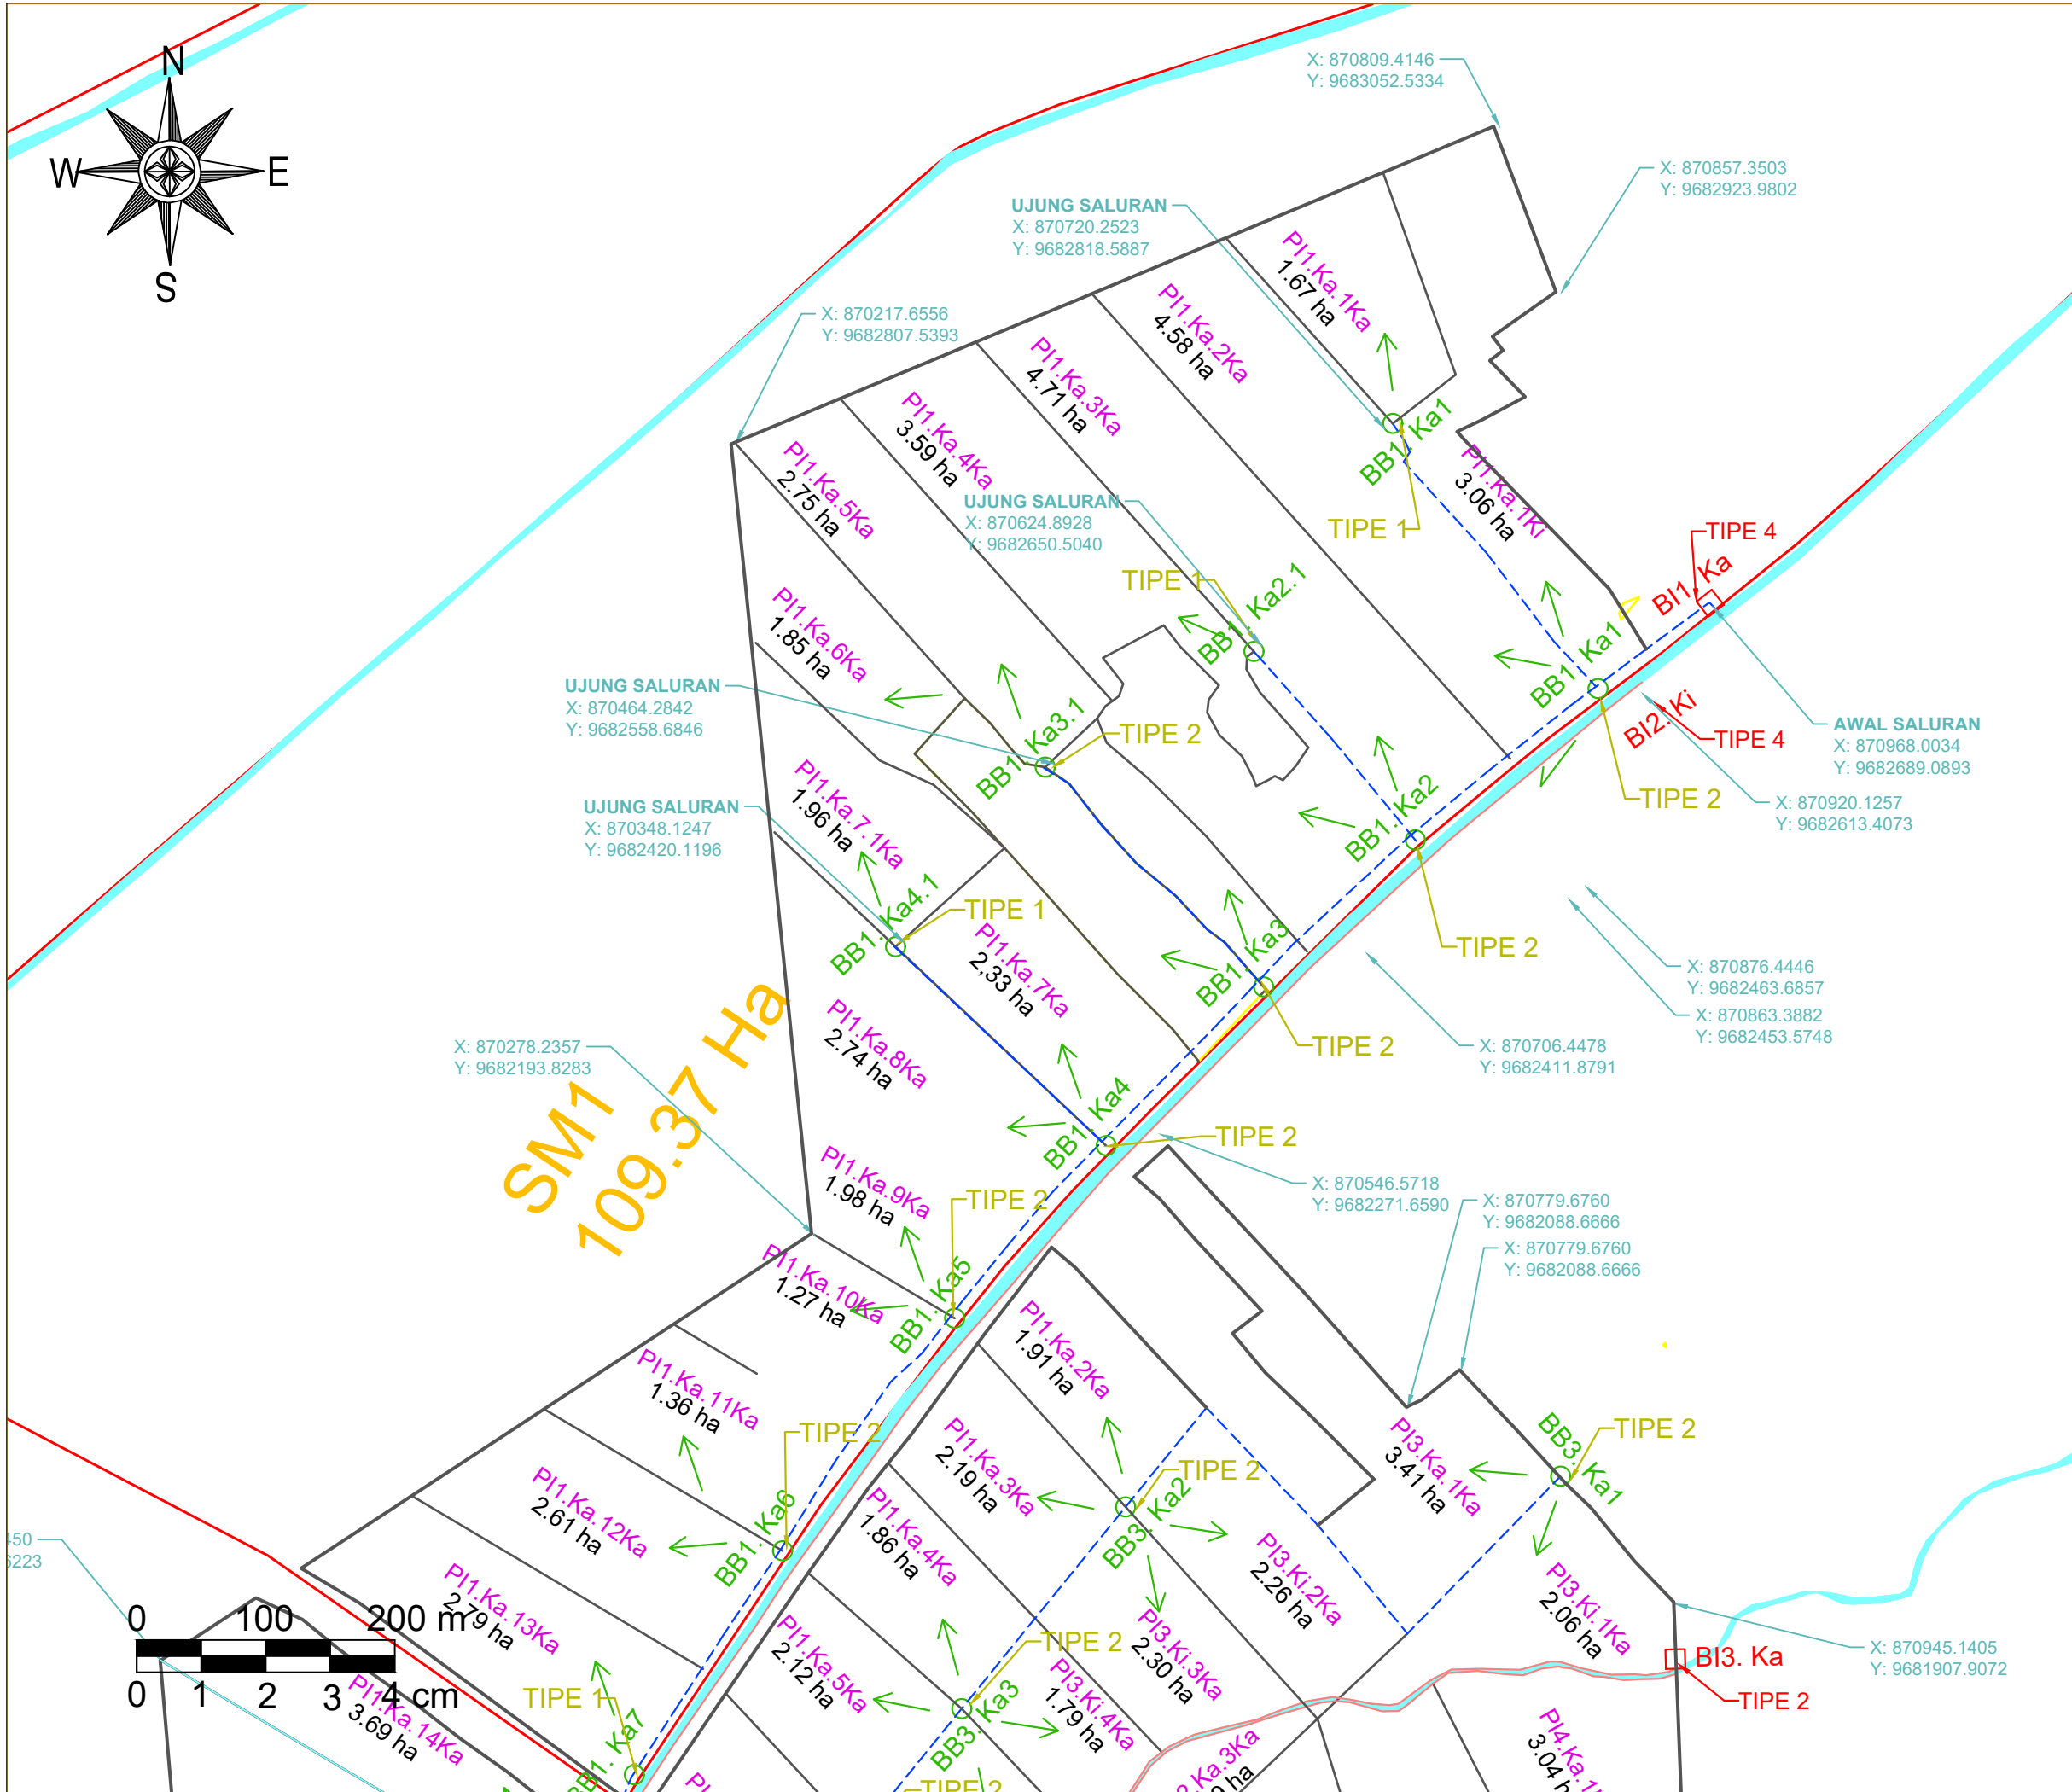 N
W
E
S
X: 870809.4146
Y: 9683052.5334
X: 870857.3503
Y: 9682923.9802
UJUNG SALURAN
X: 870720.2523
Y: 9682818.5887
X: 870217.6556
Y: 9682807.5393
PI1.Ka.1Ka
1.67 ha
PI1.Ka.2Ka
4.58 ha
PI1.Ka.3Ka
4.71 ha
PI1.Ka.4Ka
3.59 ha
PI1.Ka.5Ka
2.75 ha
BB1. Ka1
PI1.Ka.1Ki
3.06 ha
TIPE 1
UJUNG SALURAN
X: 870624.8928
Y: 9682650.5040
TIPE 4
BI1. Ka
TIPE 1
BB1. Ka2.1
PI1.Ka.6Ka
1.85 ha
BB1. Ka1
UJUNG SALURAN
X: 870464.2842
Y: 9682558.6846
BB1. Ka3.1
TIPE 2
BI2. Ki
TIPE 4
AWAL SALURAN
X: 870968.0034
Y: 9682689.0893
TIPE 2
X: 870920.1257
Y: 9682613.4073
UJUNG SALURAN
X: 870348.1247
Y: 9682420.1196
PI1.Ka.7.1Ka
1.96 ha
BB1. Ka2
TIPE 2
BB1. Ka4.1
TIPE 1
PI1.Ka.7Ka
2,33 ha
BB1. Ka3
TIPE 2
X: 870876.4446
Y: 9682463.6857
X: 870863.3882
Y: 9682453.5748
X: 870706.4478
Y: 9682411.8791
X: 870278.2357
Y: 9682193.8283
SM1
109.37 Ha
PI1.Ka.8Ka
2.74 ha
BB1. Ka4
TIPE 2
PI1.Ka.9Ka
1.98 ha
TIPE 2
X: 870546.5718
Y: 9682271.6590
X: 870779.6760
Y: 9682088.6666
X: 870779.6760
Y: 9682088.6666
PI1.Ka.10Ka
1.27 ha
BB1. Ka5
PI1.Ka.11Ka
1.36 ha
PI1.Ka.2Ka
1.91 ha
TIPE 2
PI1.Ka.12Ka
2.61 ha
BB1. Ka6
PI1.Ka.3Ka
2.19 ha
TIPE 2
BB3. Ka2
PI3.Ka.1Ka
3.41 ha
BB3. Ka1
TIPE 2
PI1.Ka.4Ka
1.86 ha
PI3.Ki.2Ka
2.26 ha
PI3.Ki.1Ka
2.06 ha
450
6223
PI1.Ka.13Ka
2.79 ha
0 100 200 m
0 1 2 3 4 cm
PI1.Ka.14Ka
3.69 ha
TIPE 1
BB1. Ka7
PI1.Ka.5Ka
2.12 ha
TIPE 2
BB3. Ka3
PI3.Ki.3Ka
2.30 ha
PI3.Ki.4Ka
1.79 ha
BI3. Ka
TIPE 2
X: 870945.1405
Y: 9681907.9072
TIPE 2
Ka.3Ka
ha
PI4.Ka.1
3.04 h
PI